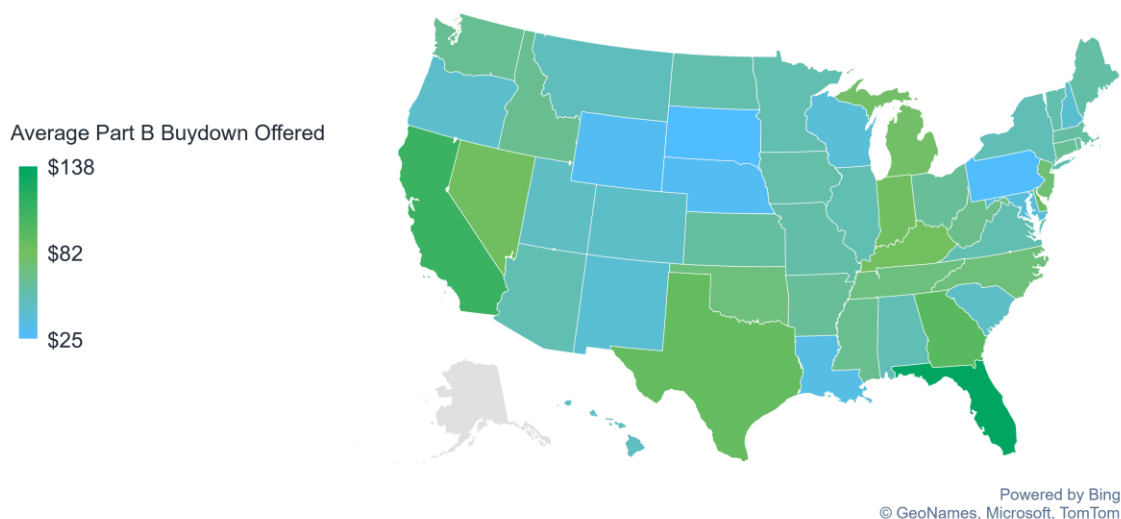 Average Part B Buydown Offered
$138
$82
$25
Powered by Bing
© GeoNames, Microsoft, TomTom